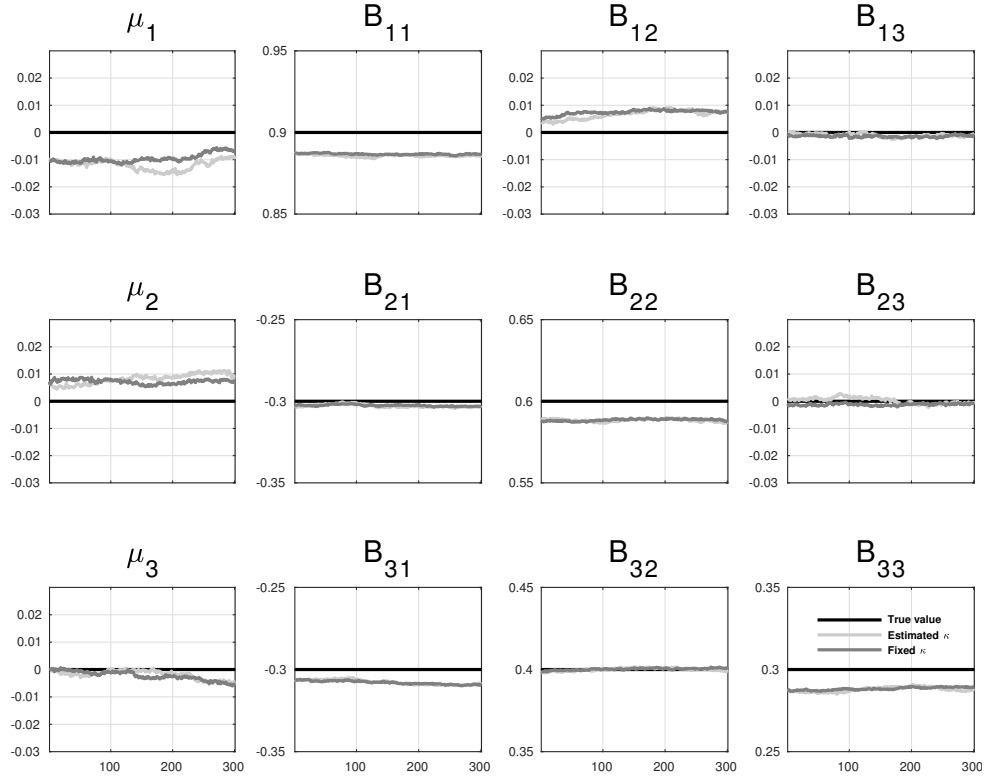 μ1 B11 B12 B13
0.02 0.95 0.02 0.02
0.01 0.01 0.01
0 0.9 0 0
-0.01 -0.01 -0.01
-0.02 -0.02 -0.02
-0.03 0.85 -0.03 -0.03
μ2 B21 B22 B23
0.02 -0.25 0.65 0.02
0.01 0.01
0 -0.3 0.6 0
-0.01 -0.01
-0.02 -0.02
-0.03 -0.35 0.55 -0.03
μ3 B31 B32 B33
0.02 -0.25 0.45 0.35
0.01 True value
0 -0.3 0.4 0.3 Estimated κ
-0.01 Fixed κ
-0.02
-0.03 -0.35 0.35 0.25
100 200 300 100 200 300 100 200 300 100 200 300